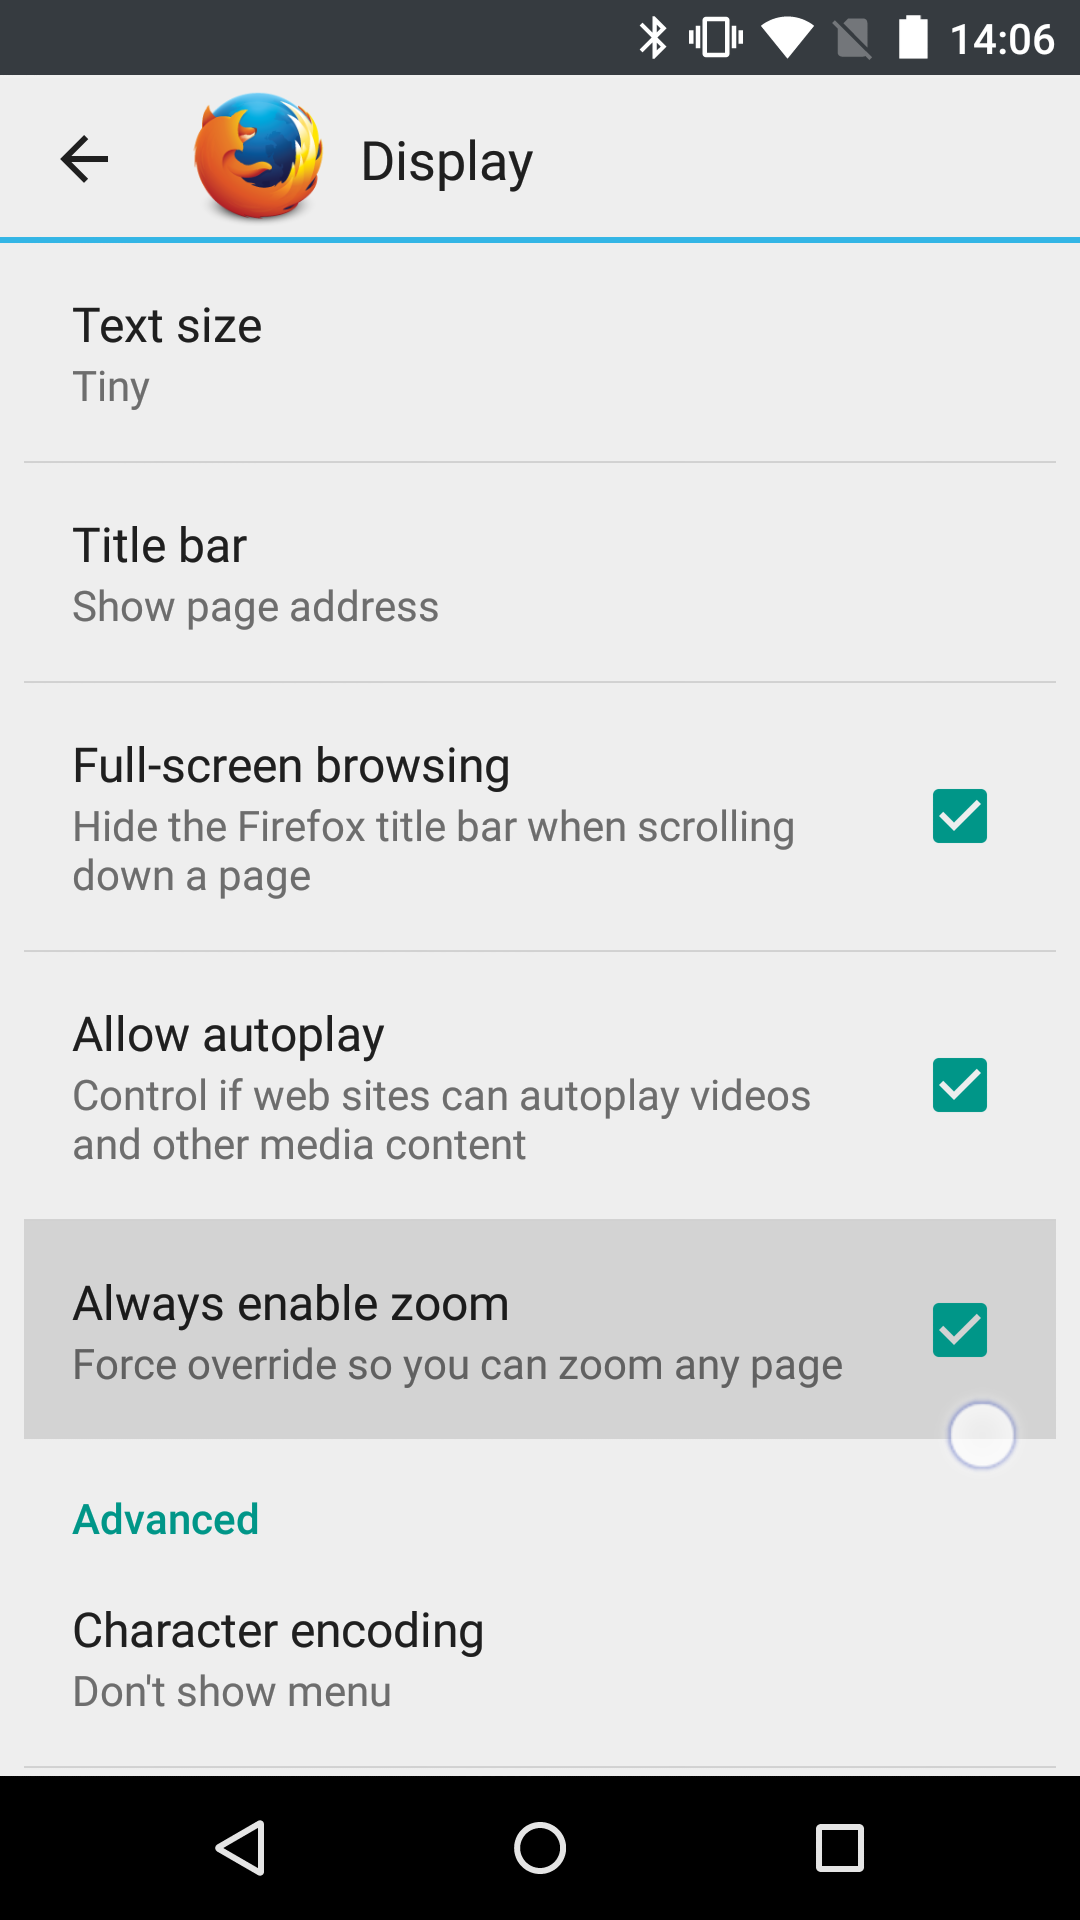 14:06
Display
Text size
Tiny
Title bar
Show page address
Full-screen browsing
Hide the Firefox title bar when scrolling
down a page
Allow autoplay
Control if web sites can autoplay videos
and other media content
Always enable zoom
Force override so you can zoom any page
Advanced
Character encoding
Don't show menu